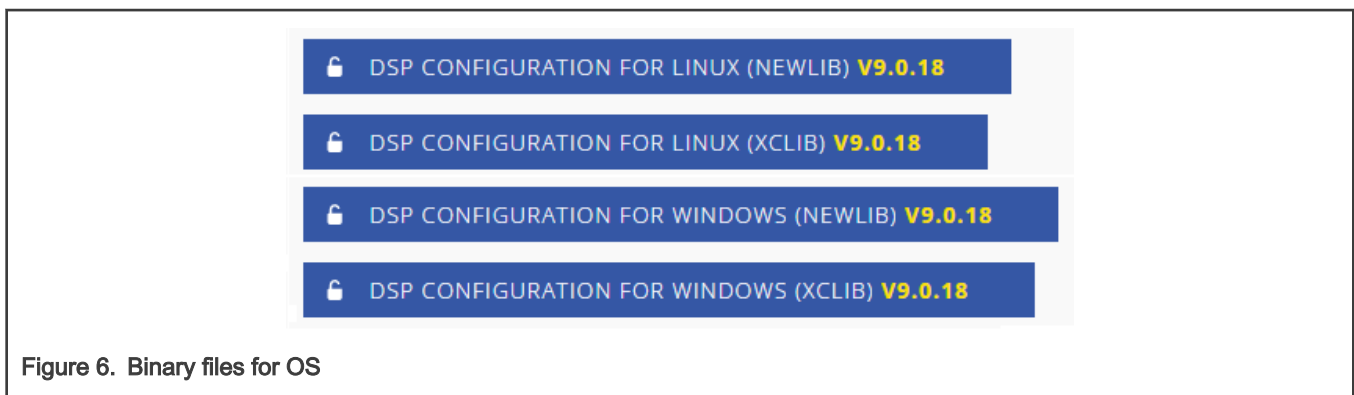 DSP CONFIGURATION FOR LINUX (NEWLIB) V9.0.18
DSP CONFIGURATION FOR LINUX (XCLIB) V9.0.18
DSP CONFIGURATION FOR WINDOWS (NEWLIB) V9.0.18
DSP CONFIGURATION FOR WINDOWS (XCLIB) V9.0.18
Figure 6. Binary files for OS